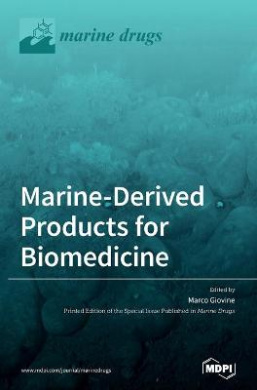 marine drugs
Marine-Derived
Products for
Biomedicine
Edited by
Marco Giovine
Printed Edition of the Special Issue Published in Marine Drugs
www.mdpi.com/journal/marinedrugs
MDPI